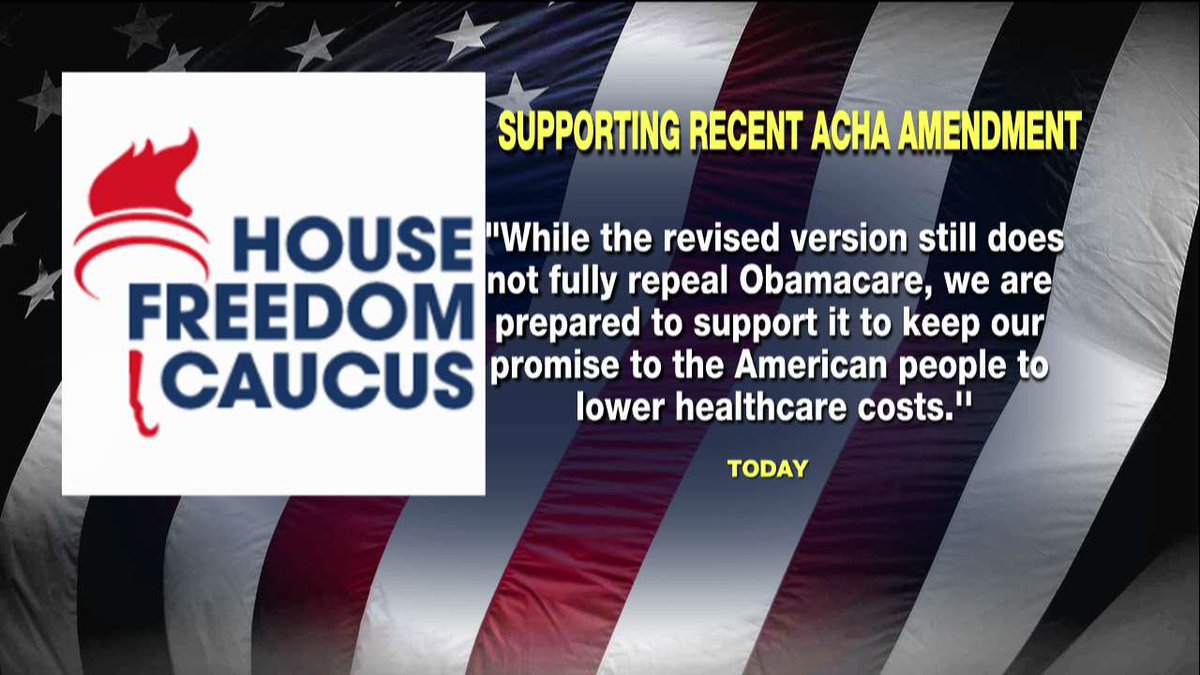 HOUSE
FREEDOM
CAUCUS
SUPPORTING RECENT ACHA AMENDMENT
"While the revised version still does
not fully repeal Obamacare, we are
prepared to support it to keep our
promise to the American people to
lower healthcare costs."
TODAY